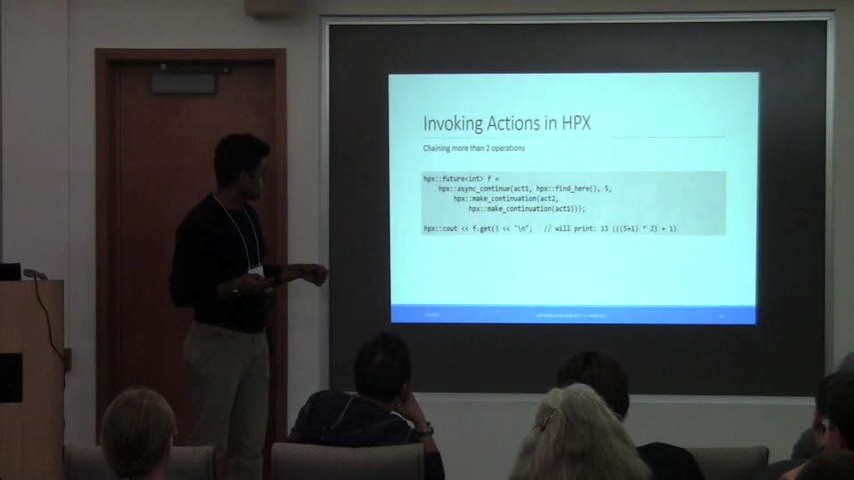 Invoking Actions in HPX
Chaining more than 2 operations
hpx::future<int> f =
hpx::async_continue(act1, hpx::find_here(), 5,
hpx::make_continuation(act2,
hpx::make_continuation(act1)));
hpx::cout << f.get() << "\n"; // will print: 13 (((5+1) * 2) + 1)